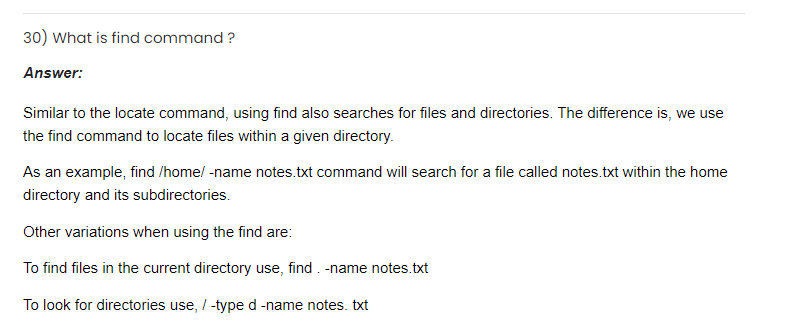 30) What is find command ?
Answer:
Similar to the locate command, using find also searches for files and directories. The difference is, we use
the find command to locate files within a given directory.
As an example, find /home/ -name notes.txt command will search for a file called notes.txt within the home
directory and its subdirectories.
Other variations when using the find are:
To find files in the current directory use, find . -name notes.txt
To look for directories use, / -type d -name notes. txt